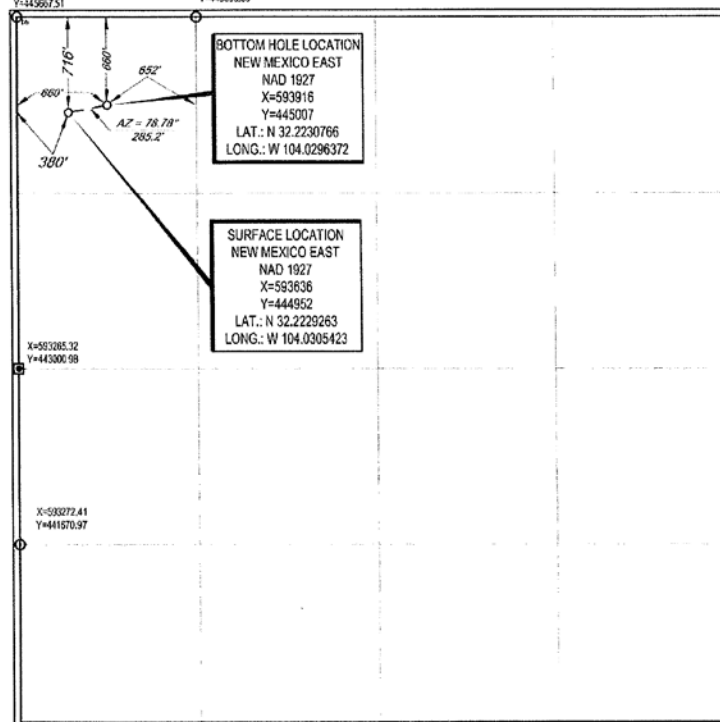 Y=445667.51
716'
660'
652'
660'
AZ = 78.78°
285.2'
380'
BOTTOM HOLE LOCATION
NEW MEXICO EAST
NAD 1927
X=593916
Y=445007
LAT.: N 32.2230766
LONG.: W 104.0296372
SURFACE LOCATION
NEW MEXICO EAST
NAD 1927
X=593636
Y=444952
LAT.: N 32.2229263
LONG.: W 104.0305423
X=593265.32
Y=443000.98
X=593272.41
Y=441670.97